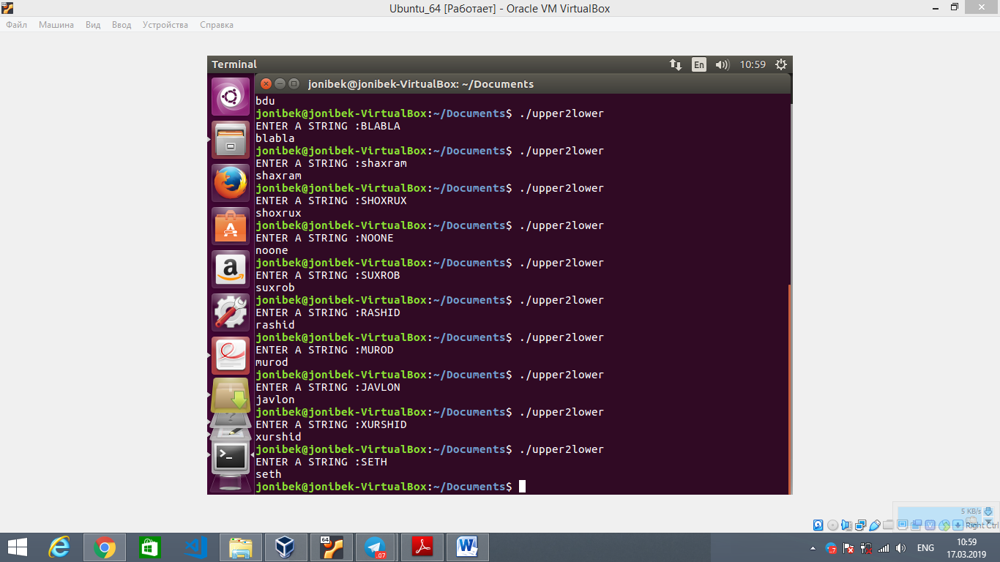 Ubuntu_64 [Работает] - Oracle VM VirtualBox
Файл Машина Вид Ввод Устройства Справка
Terminal En 10:59
jonibek@jonibek-VirtualBox: ~/Documents
bdu
jonibek@jonibek-VirtualBox:~/Documents$ ./upper2lower
ENTER A STRING :BLABLA
blabla
jonibek@jonibek-VirtualBox:~/Documents$ ./upper2lower
ENTER A STRING :shaxram
shaxram
jonibek@jonibek-VirtualBox:~/Documents$ ./upper2lower
ENTER A STRING :SHOXRUX
shoxrux
jonibek@jonibek-VirtualBox:~/Documents$ ./upper2lower
ENTER A STRING :NOONE
noone
jonibek@jonibek-VirtualBox:~/Documents$ ./upper2lower
ENTER A STRING :SUXROB
suxrob
jonibek@jonibek-VirtualBox:~/Documents$ ./upper2lower
ENTER A STRING :RASHID
rashid
jonibek@jonibek-VirtualBox:~/Documents$ ./upper2lower
ENTER A STRING :MUROD
murod
jonibek@jonibek-VirtualBox:~/Documents$ ./upper2lower
ENTER A STRING :JAVLON
javlon
jonibek@jonibek-VirtualBox:~/Documents$ ./upper2lower
ENTER A STRING :XURSHID
xurshid
jonibek@jonibek-VirtualBox:~/Documents$ ./upper2lower
ENTER A STRING :SETH
seth
jonibek@jonibek-VirtualBox:~/Documents$
5 KB/s
Right Ctrl
64
.07
ENG
10:59
17.03.2019